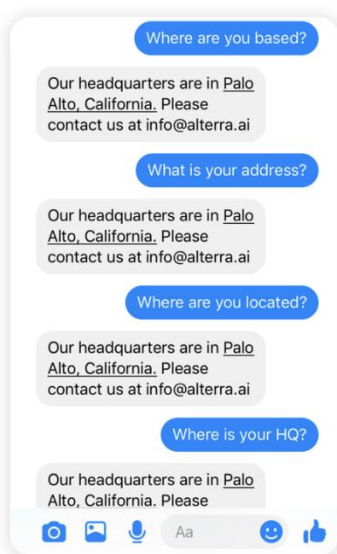 Where are you based?
Our headquarters are in Palo
Alto, California. Please
contact us at info@alterra.ai
What is your address?
Our headquarters are in Palo
Alto, California. Please
contact us at info@alterra.ai
Where are you located?
Our headquarters are in Palo
Alto, California. Please
contact us at info@alterra.ai
Where is your HQ?
Our headquarters are in Palo
Alto, California. Please
Aa